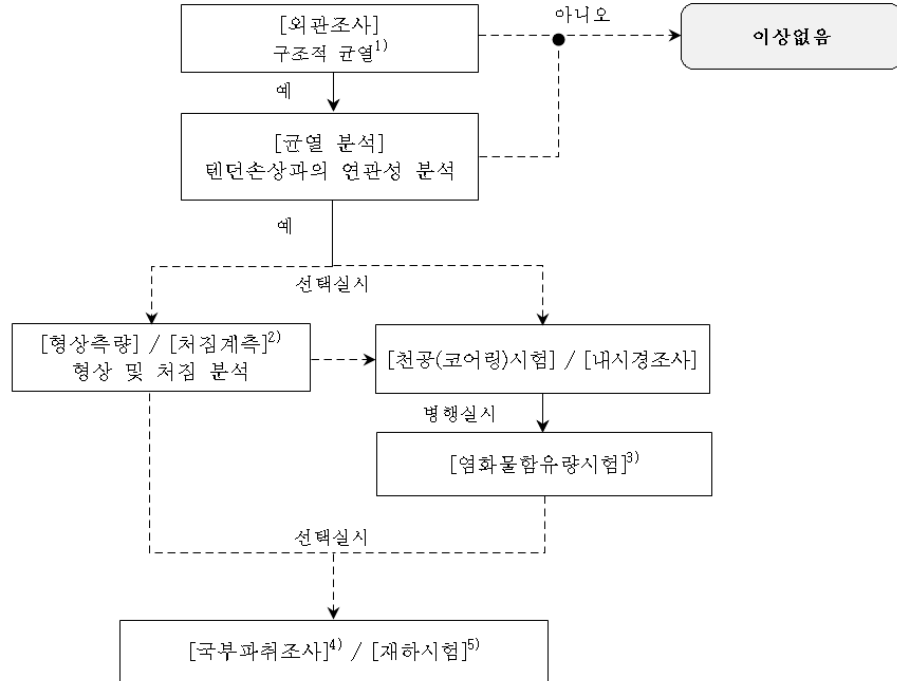 아니오
[외관조사]
구조적 균열1)
이상없음
예
[균열 분석]
텐던손상과의 연관성 분석
예
선택실시
[형상측량] / [처짐계측]2)
형상 및 처짐 분석
[천공(코어링)시험] / [내시경조사]
병행실시
[염화물함유량시험]3)
선택실시
[국부파취조사]4) / [재하시험]5)